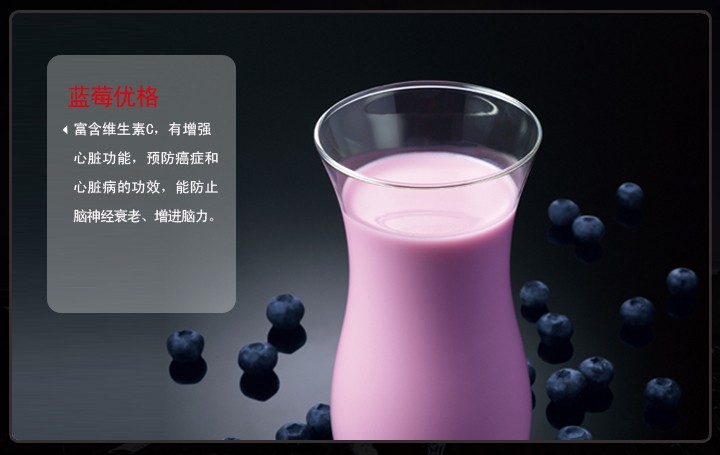 蓝莓优格
富含维生素C，有增强
心脏功能，预防癌症和
心脏病的功效，能防止
脑神经衰老、增进脑力。